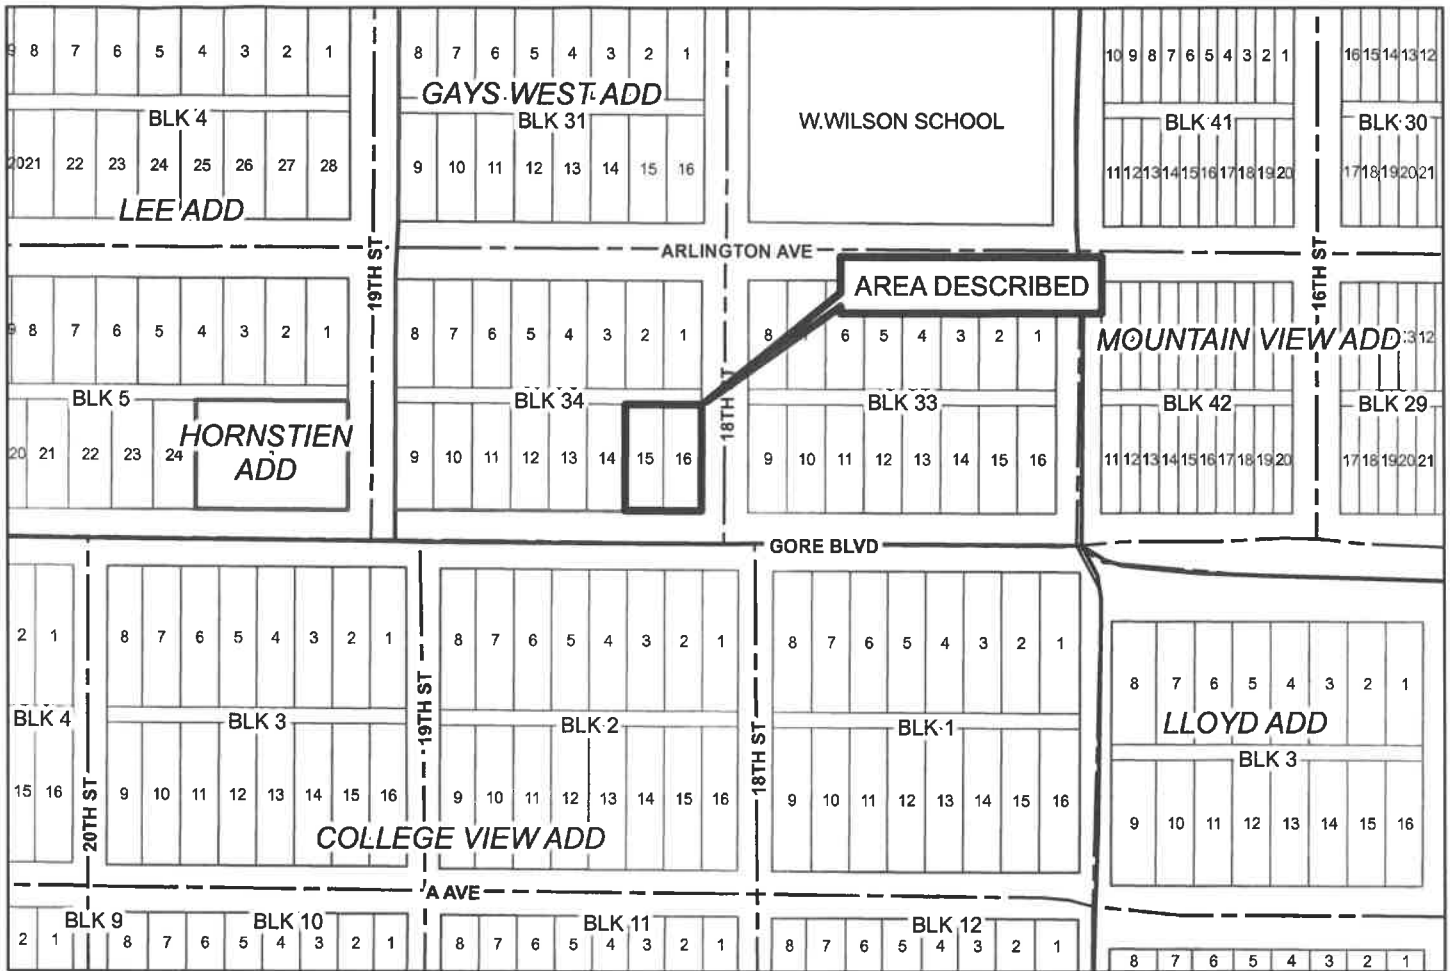 9 8 7 6 5 4 3 2 1
8 7 6 5 4 3 2 1
10 9 8 7 6 5 4 3 2 1
16 15 14 13 12
GAYS WEST ADD
BLK 4
BLK 31
W.WILSON SCHOOL
BLK 41
BLK 30
20 21 22 23 24 25 26 27 28
9 10 11 12 13 14 15 16
11 12 13 14 15 16 17 18 19 20
17 18 19 20 21
LEE ADD
19TH ST
ARLINGTON AVE
16TH ST
AREA DESCRIBED
9 8 7 6 5 4 3 2 1
8 7 6 5 4 3 2 1
8 6 5 4 3 2 1
MOUNTAIN VIEW ADD
13 12
BLK 5
BLK 34
18TH ST
BLK 33
BLK 42
BLK 29
20 21 22 23 24
HORNSTIEN
ADD
9 10 11 12 13 14 15 16
9 10 11 12 13 14 15 16
11 12 13 14 15 16 17 18 19 20
17 18 19 20 21
GORE BLVD
2 1
8 7 6 5 4 3 2 1
8 7 6 5 4 3 2 1
8 7 6 5 4 3 2 1
8 7 6 5 4 3 2 1
BLK 4
BLK 3
19TH ST
BLK 2
18TH ST
BLK 1
LLOYD ADD
BLK 3
15 16
20TH ST
9 10 11 12 13 14 15 16
9 10 11 12 13 14 15 16
9 10 11 12 13 14 15 16
9 10 11 12 13 14 15 16
COLLEGE VIEW ADD
A AVE
BLK 9
BLK 10
BLK 11
BLK 12
2 1
8 7 6 5 4 3 2 1
8 7 6 5 4 3 2 1
8 7 6 5 4 3 2 1
8 7 6 5 4 3 2 1